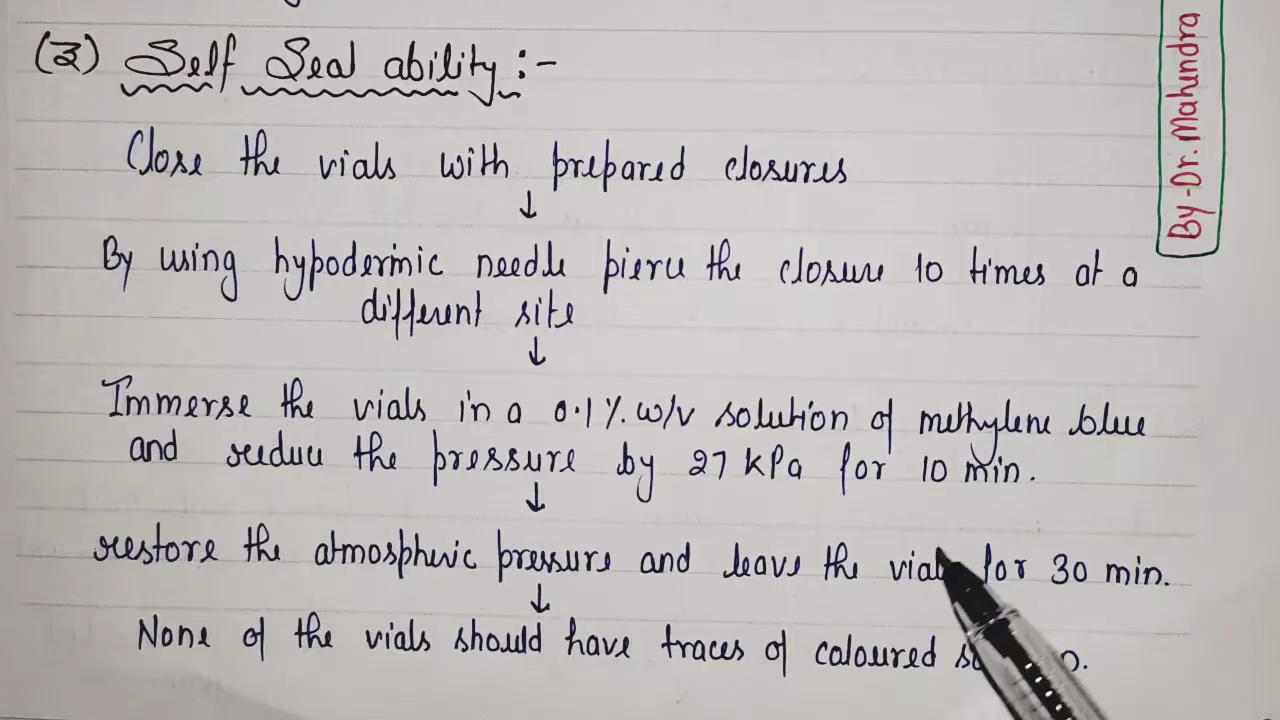 (३) Self Seal ability :-
Close the vials with prepared closures
↓
By using hypodermic needle pierce the closure 10 times at a
different site
↓
Immerse the vials in a 0.1% w/v solution of methylene blue
and reduce the pressure by 27 kPa for 10 min.
↓
restore the atmospheric pressure and leave the vials for 30 min.
↓
None of the vials should have traces of coloured
By - Dr. Mahendra